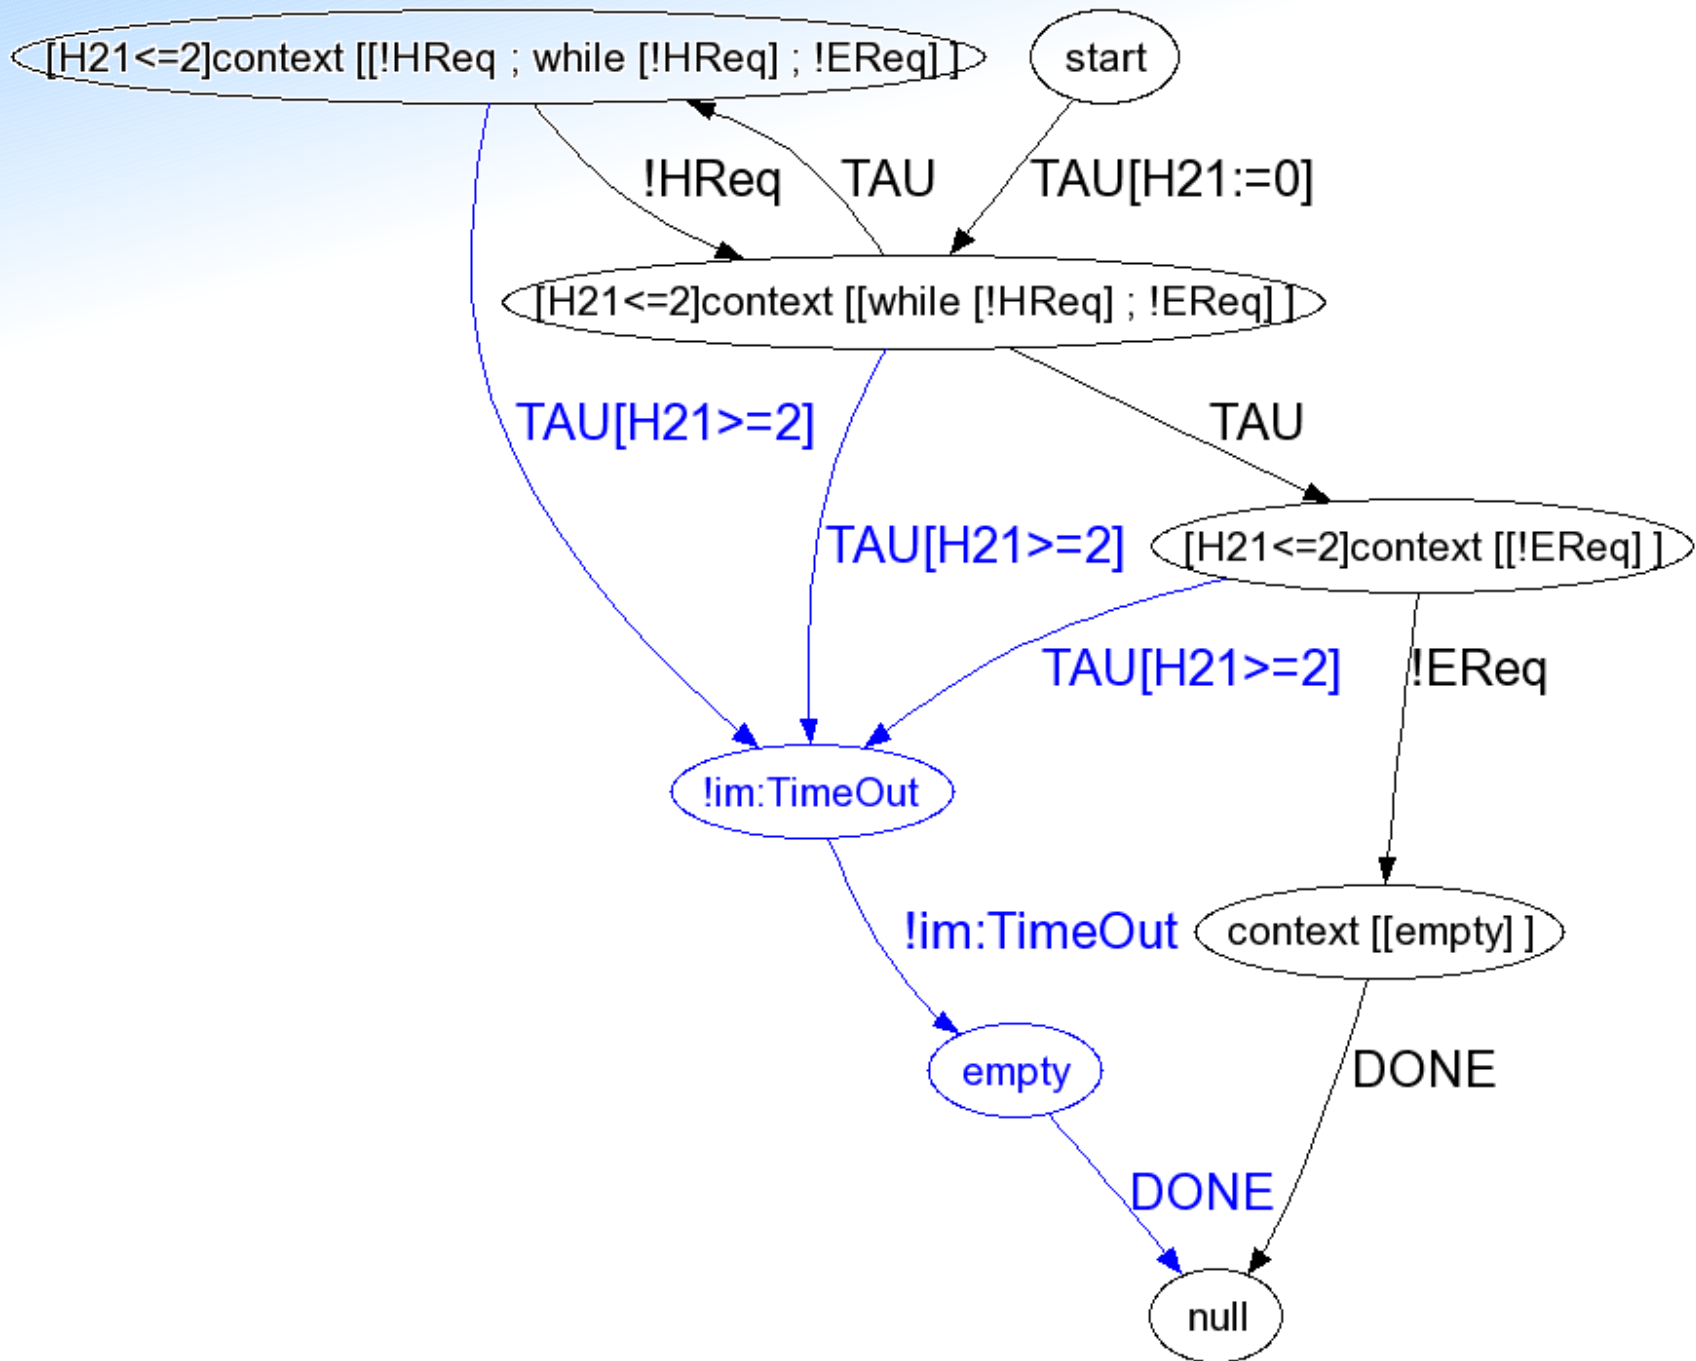 [H21<=2]context [[!HReq ; while [!HReq] ; !EReq] ]
start
!HReq
TAU
TAU[H21:=0]
[H21<=2]context [[while [!HReq] ; !EReq] ]
TAU[H21>=2]
TAU
TAU[H21>=2]
[H21<=2]context [[!EReq] ]
TAU[H21>=2]
!EReq
!im:TimeOut
!im:TimeOut
context [[empty] ]
empty
DONE
DONE
null